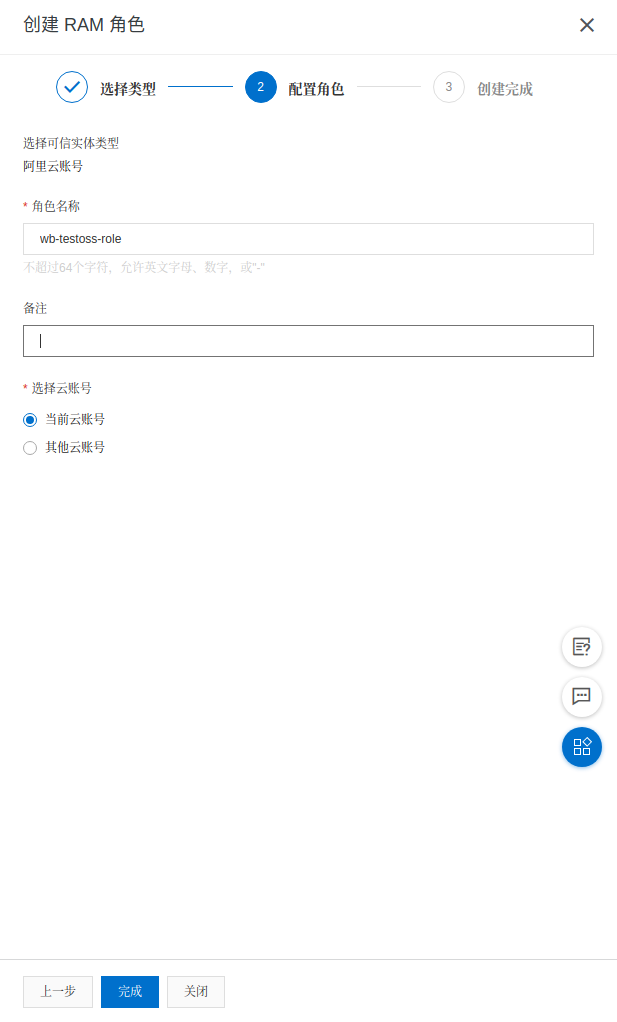 创建 RAM 角色
选择类型
2
配置角色
3
创建完成
选择可信实体类型
阿里云账号
* 角色名称
wb-testoss-role
不超过64个字符，允许英文字母、数字，或"-"
备注
* 选择云账号
当前云账号
其他云账号
上一步
完成
关闭